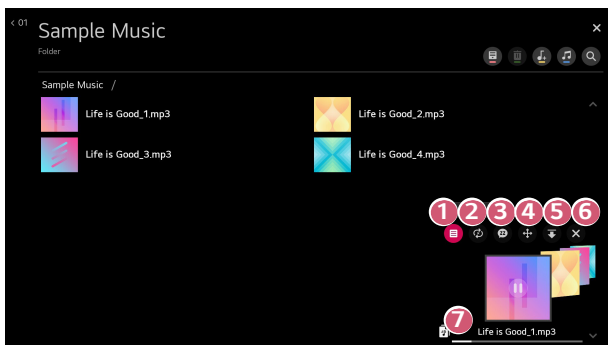 < 01
Sample Music
Folder
Sample Music /
Life is Good_1.mp3
Life is Good_2.mp3
Life is Good_3.mp3
Life is Good_4.mp3
1 2 3 4 5 6
7
Life is Good_1.mp3